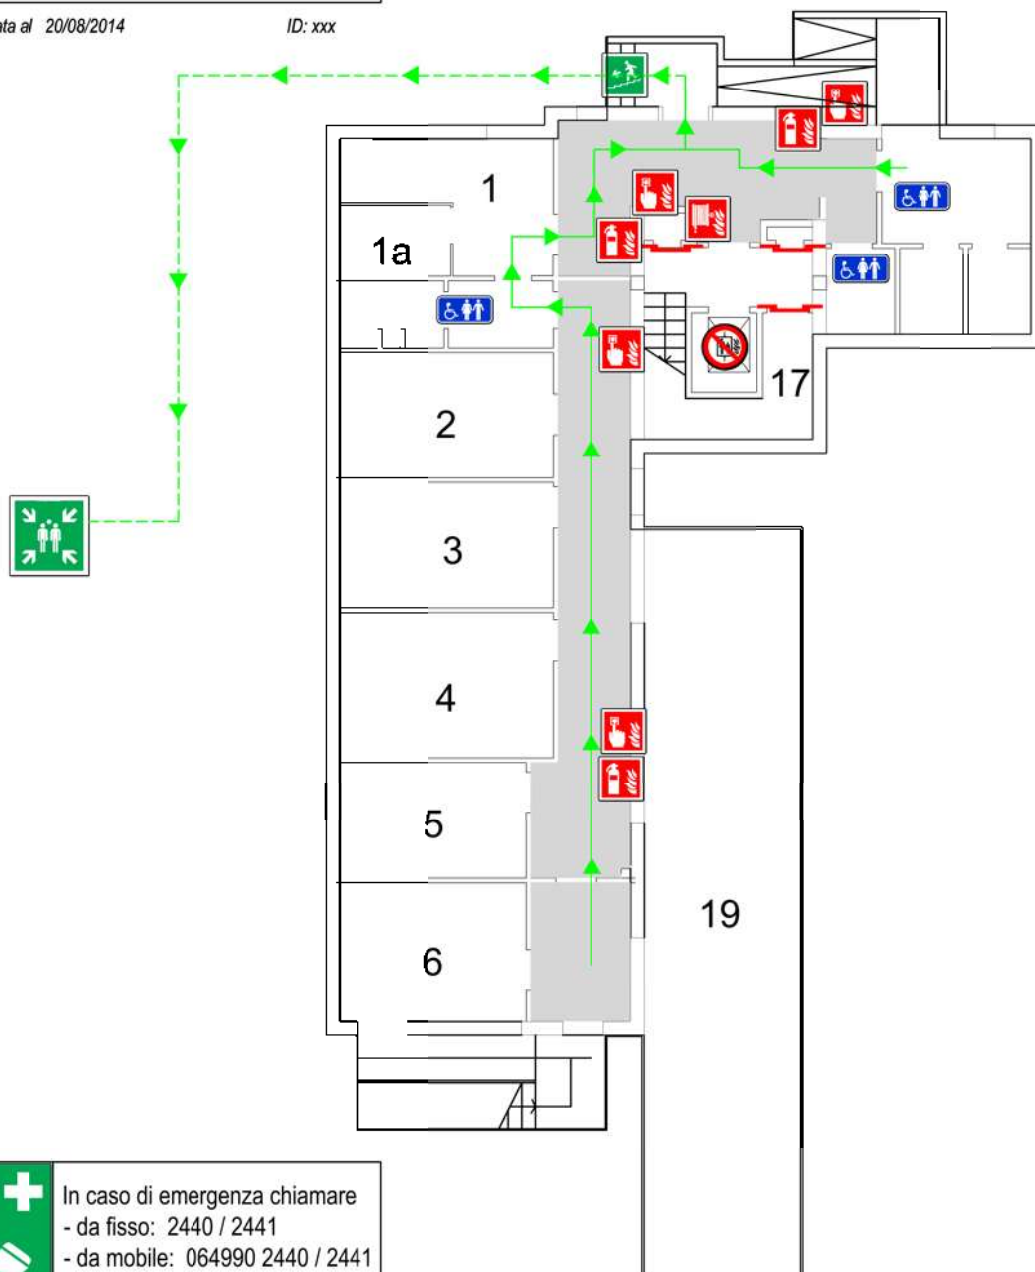 al 20/08/2014 ID: xxx
1
1a
17
2
3
4
5
19
6
In caso di emergenza chiamare
- da fisso: 2440 / 2441
- da mobile: 064990 2440 / 2441